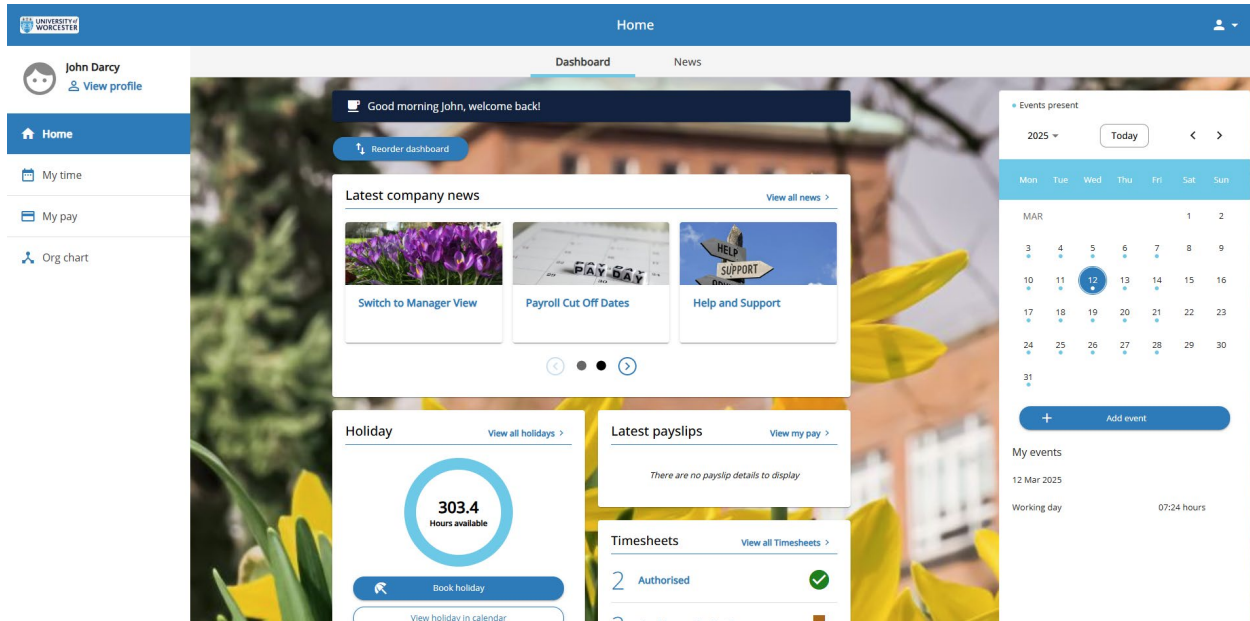 UNIVERSITY of
WORCESTER
Home
John Darcy
View profile
Home
My time
My pay
Org chart
Dashboard
News
Good morning John, welcome back!
Reorder dashboard
Latest company news
View all news >
PAY DAY
HELP
SUPPORT
Switch to Manager View
Payroll Cut Off Dates
Help and Support
Holiday
View all holidays >
303.4
Hours available
Book holiday
View holiday in calendar
Latest payslips
View my pay >
There are no payslip details to display
Timesheets
View all Timesheets >
2 Authorised
Events present
2025
Today
Mon Tue Wed Thu Fri Sat Sun
MAR 1 2
3 4 5 6 7 8 9
10 11 12 13 14 15 16
17 18 19 20 21 22 23
24 25 26 27 28 29 30
31
+ Add event
My events
12 Mar 2025
Working day 07:24 hours